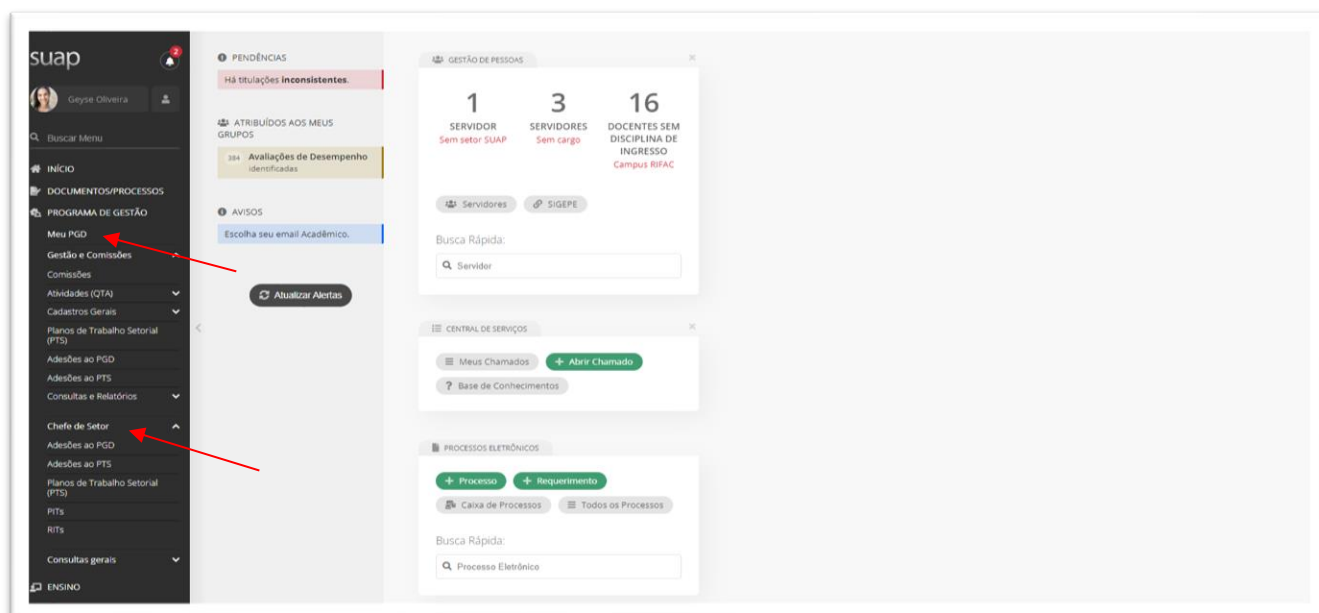 suap
2
Geyse Oliveira
Buscar Menu
INÍCIO
DOCUMENTOS/PROCESSOS
PROGRAMA DE GESTÃO
Meu PGD
Gestão e Comissões
Comissões
Atividades (QTA)
Cadastros Gerais
Planos de Trabalho Setorial
(PTS)
Adesões ao PGD
Adesões ao PTS
Consultas e Relatórios
Chefe de Setor
Adesões ao PGD
Adesões ao PTS
Planos de Trabalho Setorial
(PTS)
PITs
RITs
Consultas gerais
ENSINO
PENDÊNCIAS
Há titulações inconsistentes.
ATRIBUÍDOS AOS MEUS
GRUPOS
384 Avaliações de Desempenho
identificadas
AVISOS
Escolha seu email Acadêmico.
Atualizar Alertas
GESTÃO DE PESSOAS
1
SERVIDOR
Sem setor SUAP
3
SERVIDORES
Sem cargo
16
DOCENTES SEM
DISCIPLINA DE
INGRESSO
Campus RIFAC
Servidores
SIGEPE
Busca Rápida:
Servidor
CENTRAL DE SERVIÇOS
Meus Chamados
+ Abrir Chamado
? Base de Conhecimentos
PROCESSOS ELETRÔNICOS
+ Processo
+ Requerimento
Caixa de Processos
Todos os Processos
Busca Rápida:
Processo Eletrônico